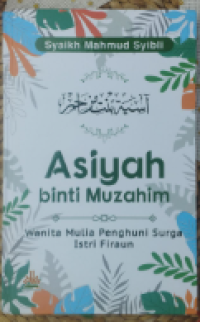 Syaikh Mahmud Syibli
آسية بنت مزاحم
Asiyah
binti Muzahim
Wanita Mulia Penghuni Surga
Istri Firaun